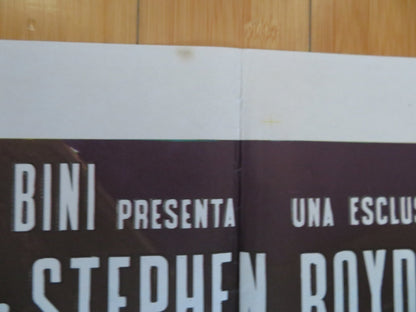 BINI PRESENTA UNA ESCLUS
STEPHEN BOYD